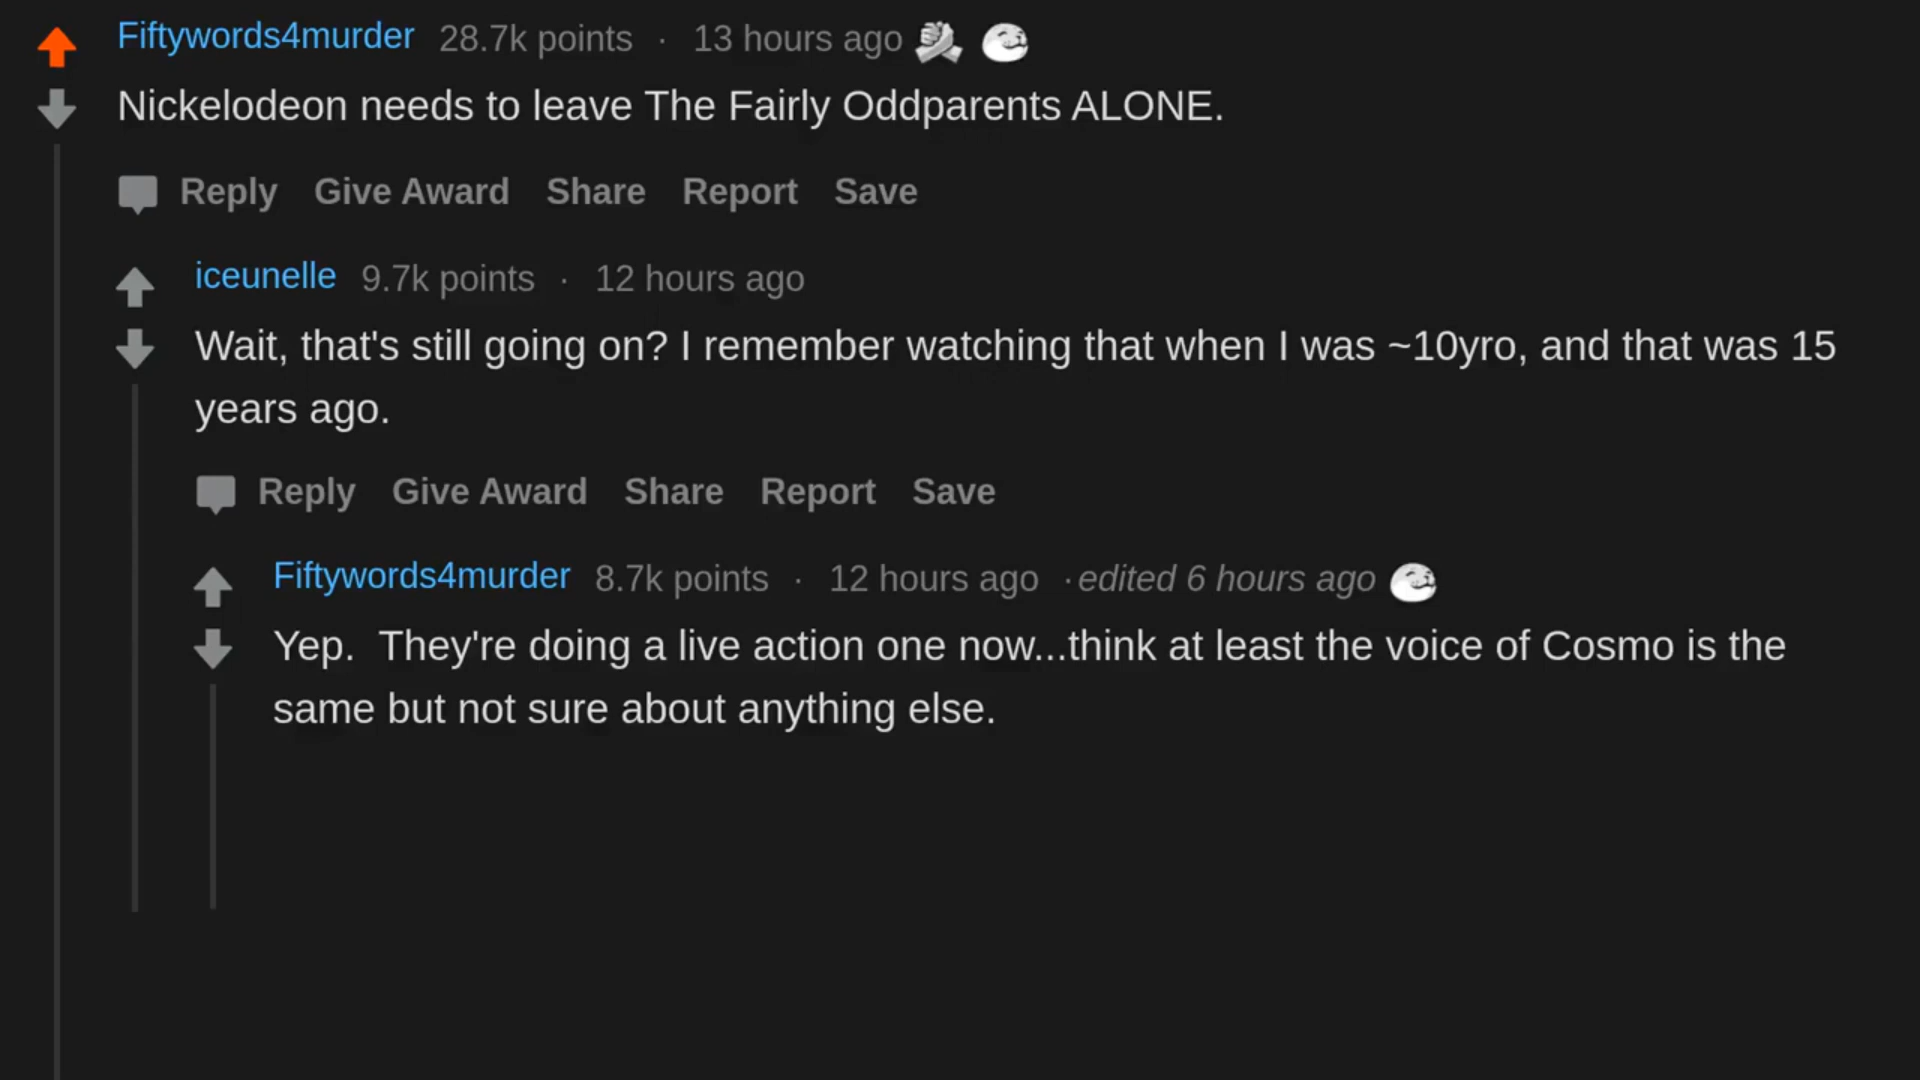 Fiftywords4murder 28.7k points · 13 hours ago
Nickelodeon needs to leave The Fairly Oddparents ALONE.
Reply Give Award Share Report Save
iceunelle 9.7k points · 12 hours ago
Wait, that's still going on? I remember watching that when I was ~10yro, and that was 15
years ago.
Reply Give Award Share Report Save
Fiftywords4murder 8.7k points · 12 hours ago · edited 6 hours ago
Yep.  They're doing a live action one now...think at least the voice of Cosmo is the
same but not sure about anything else.